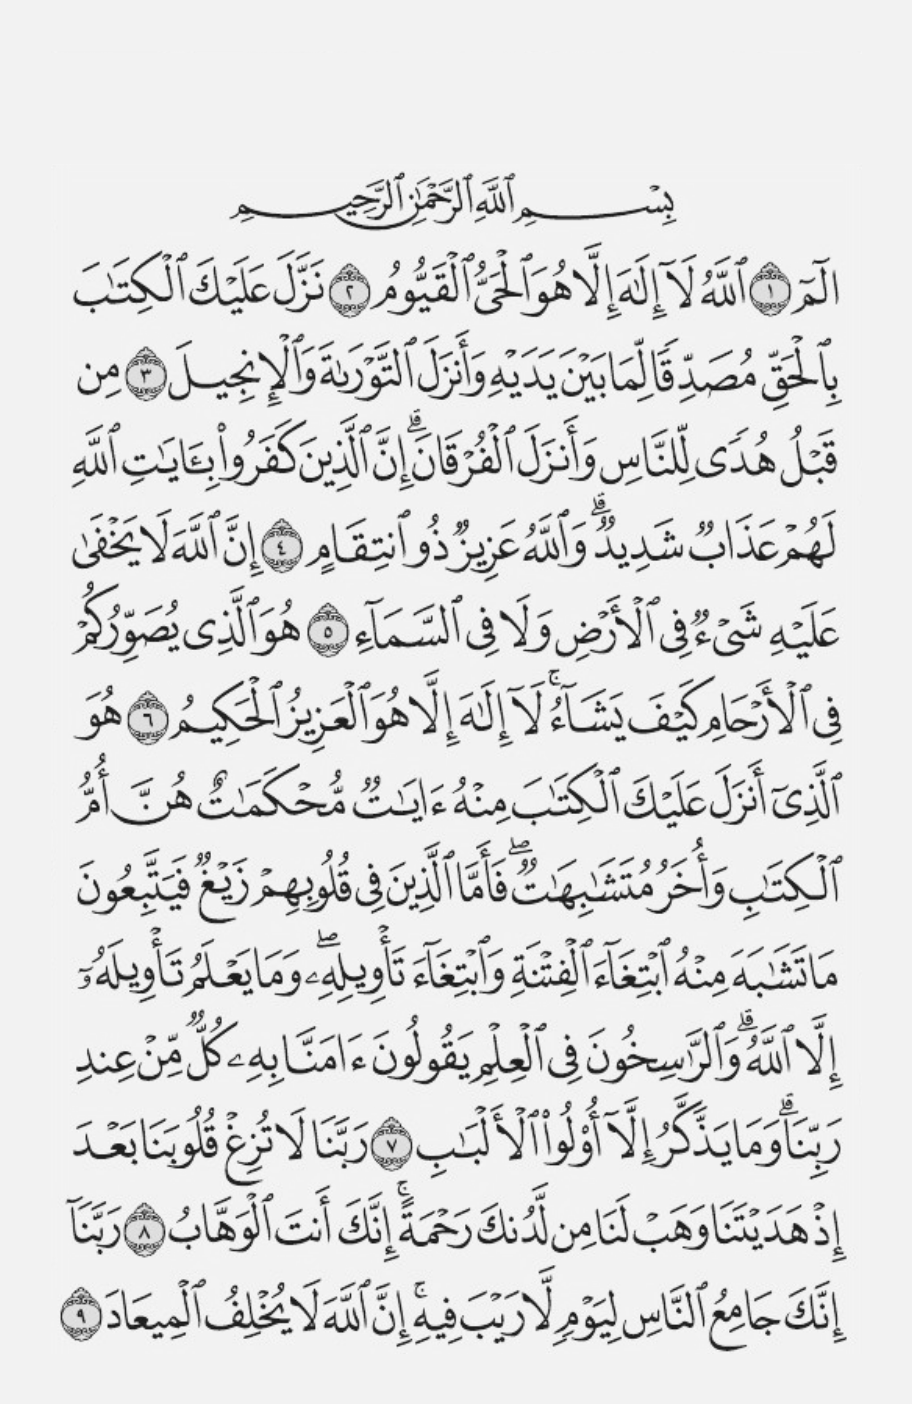 بِسْمِ ٱللَّهِ ٱلرَّحْمَٰنِ ٱلرَّحِيمِ
الٓمٓ ١ ٱللَّهُ لَآ إِلَٰهَ إِلَّا هُوَ ٱلْحَىُّ ٱلْقَيُّومُ ٢ نَزَّلَ عَلَيْكَ ٱلْكِتَٰبَ
بِٱلْحَقِّ مُصَدِّقًا لِّمَا بَيْنَ يَدَيْهِ وَأَنزَلَ ٱلتَّوْرَىٰةَ وَٱلْإِنجِيلَ ٣ مِن
قَبْلُ هُدًى لِّلنَّاسِ وَأَنزَلَ ٱلْفُرْقَانَ ۗ إِنَّ ٱلَّذِينَ كَفَرُوا۟ بِـَٔايَٰتِ ٱللَّهِ
لَهُمْ عَذَابٌ شَدِيدٌ ۗ وَٱللَّهُ عَزِيزٌ ذُو ٱنتِقَامٍ ٤ إِنَّ ٱللَّهَ لَا يَخْفَىٰ
عَلَيْهِ شَىْءٌ فِى ٱلْأَرْضِ وَلَا فِى ٱلسَّمَآءِ ٥ هُوَ ٱلَّذِى يُصَوِّرُكُمْ
فِى ٱلْأَرْحَامِ كَيْفَ يَشَآءُ ۚ لَآ إِلَٰهَ إِلَّا هُوَ ٱلْعَزِيزُ ٱلْحَكِيمُ ٦ هُوَ
ٱلَّذِىٓ أَنزَلَ عَلَيْكَ ٱلْكِتَٰبَ مِنْهُ ءَايَٰتٌ مُّحْكَمَٰتٌ هُنَّ أُمُّ
ٱلْكِتَٰبِ وَأُخَرُ مُتَشَٰبِهَٰتٌ ۖ فَأَمَّا ٱلَّذِينَ فِى قُلُوبِهِمْ زَيْغٌ فَيَتَّبِعُونَ
مَا تَشَٰبَهَ مِنْهُ ٱبْتِغَآءَ ٱلْفِتْنَةِ وَٱبْتِغَآءَ تَأْوِيلِهِۦ ۖ وَمَا يَعْلَمُ تَأْوِيلَهُۥٓ
إِلَّا ٱللَّهُ ۗ وَٱلرَّٰسِخُونَ فِى ٱلْعِلْمِ يَقُولُونَ ءَامَنَّا بِهِۦ كُلٌّ مِّنْ عِندِ
رَبِّنَا ۗ وَمَا يَذَّكَّرُ إِلَّآ أُو۟لُوا۟ ٱلْأَلْبَٰبِ ٧ رَبَّنَا لَا تُزِغْ قُلُوبَنَا بَعْدَ
إِذْ هَدَيْتَنَا وَهَبْ لَنَا مِن لَّدُنكَ رَحْمَةً ۚ إِنَّكَ أَنتَ ٱلْوَهَّابُ ٨ رَبَّنَآ
إِنَّكَ جَامِعُ ٱلنَّاسِ لِيَوْمٍ لَّا رَيْبَ فِيهِ ۚ إِنَّ ٱللَّهَ لَا يُخْلِفُ ٱلْمِيعَادَ ٩